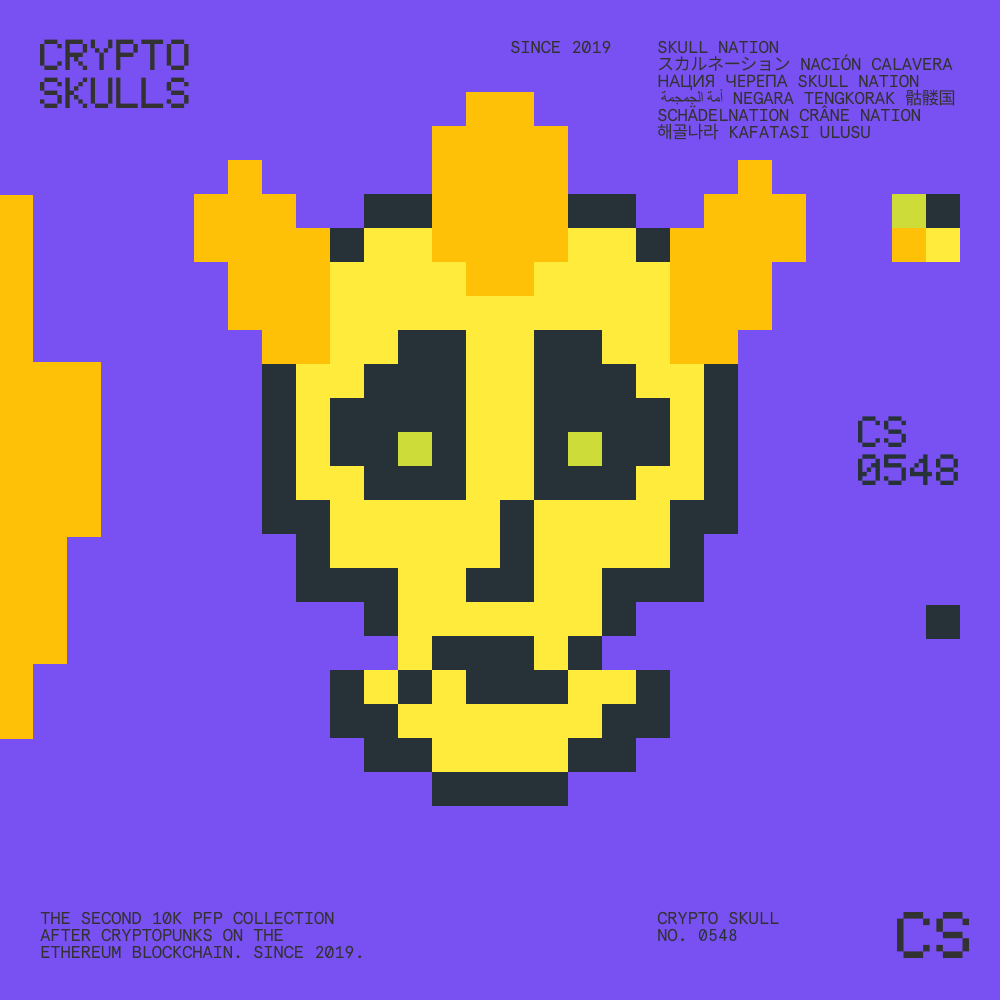 CRYPTO
SKULLS
SINCE 2019
SKULL NATION
スカルネーション NACIÓN CALAVERA
НАЦИЯ ЧЕРЕПА SKULL NATION
أمة الجمجمة NEGARA TENGKORAK 骷髅国
SCHÄDELNATION CRÂNE NATION
해골나라 KAFATASI ULUSU
CS
0548
THE SECOND 10K PFP COLLECTION
AFTER CRYPTOPUNKS ON THE
ETHEREUM BLOCKCHAIN. SINCE 2019.
CRYPTO SKULL
NO. 0548
CS